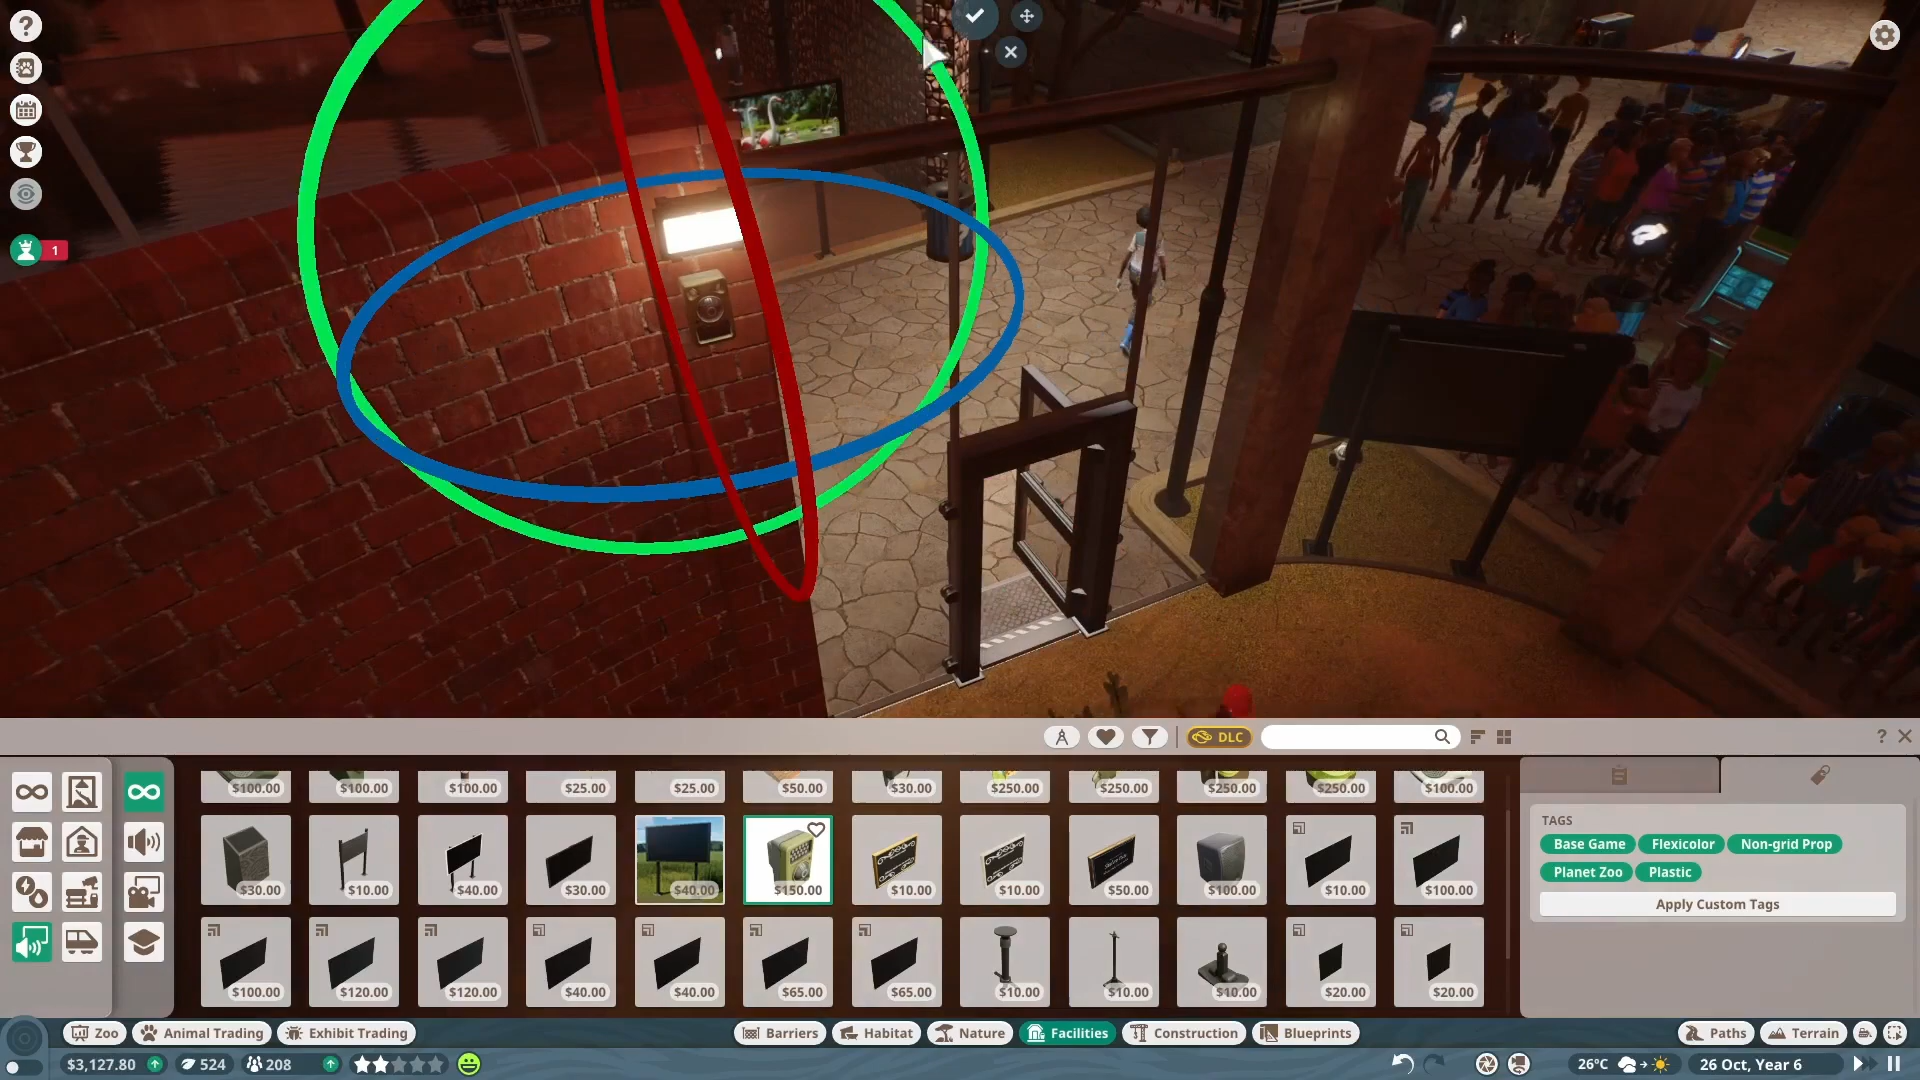 ?
1
DLC
?
$100.00 $100.00 $100.00 $25.00 $25.00 $50.00 $30.00 $250.00 $250.00 $250.00 $250.00 $100.00
$30.00 $10.00 $40.00 $30.00 $40.00 $150.00 $10.00 $10.00 $50.00 $100.00 $10.00 $100.00
$100.00 $120.00 $120.00 $40.00 $40.00 $65.00 $65.00 $10.00 $10.00 $10.00 $20.00 $20.00
TAGS
Base Game Flexicolor Non-grid Prop
Planet Zoo Plastic
Apply Custom Tags
Zoo Animal Trading Exhibit Trading Barriers Habitat Nature Facilities Construction Blueprints Paths Terrain
$3,127.80 524 208 26°C 26 Oct, Year 6